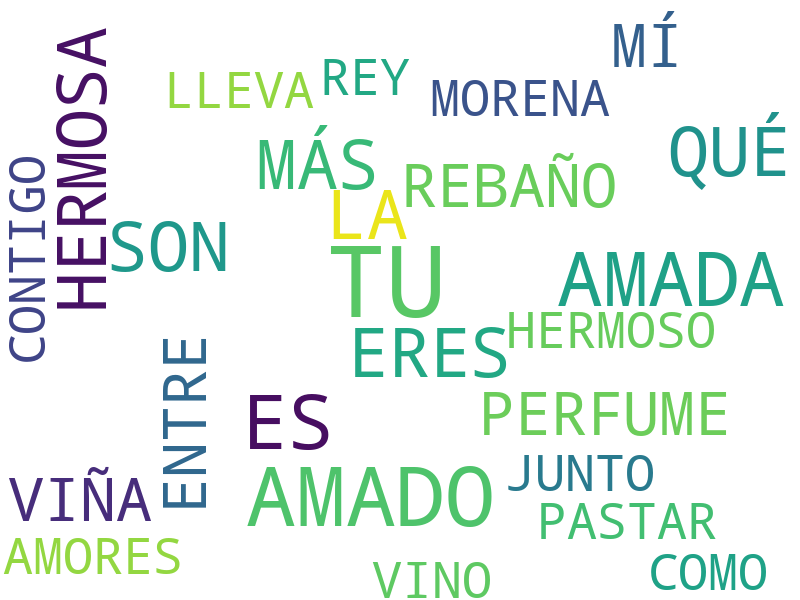 MÍ
LLEVA
REY
MORENA
HERMOSA
MÁS
QUÉ
CONTIGO
REBAÑO
LA
SON
TU
AMADA
ERES
HERMOSO
ENTRE
ES
PERFUME
AMADO
JUNTO
VIÑA
PASTAR
AMORES
VINO
COMO